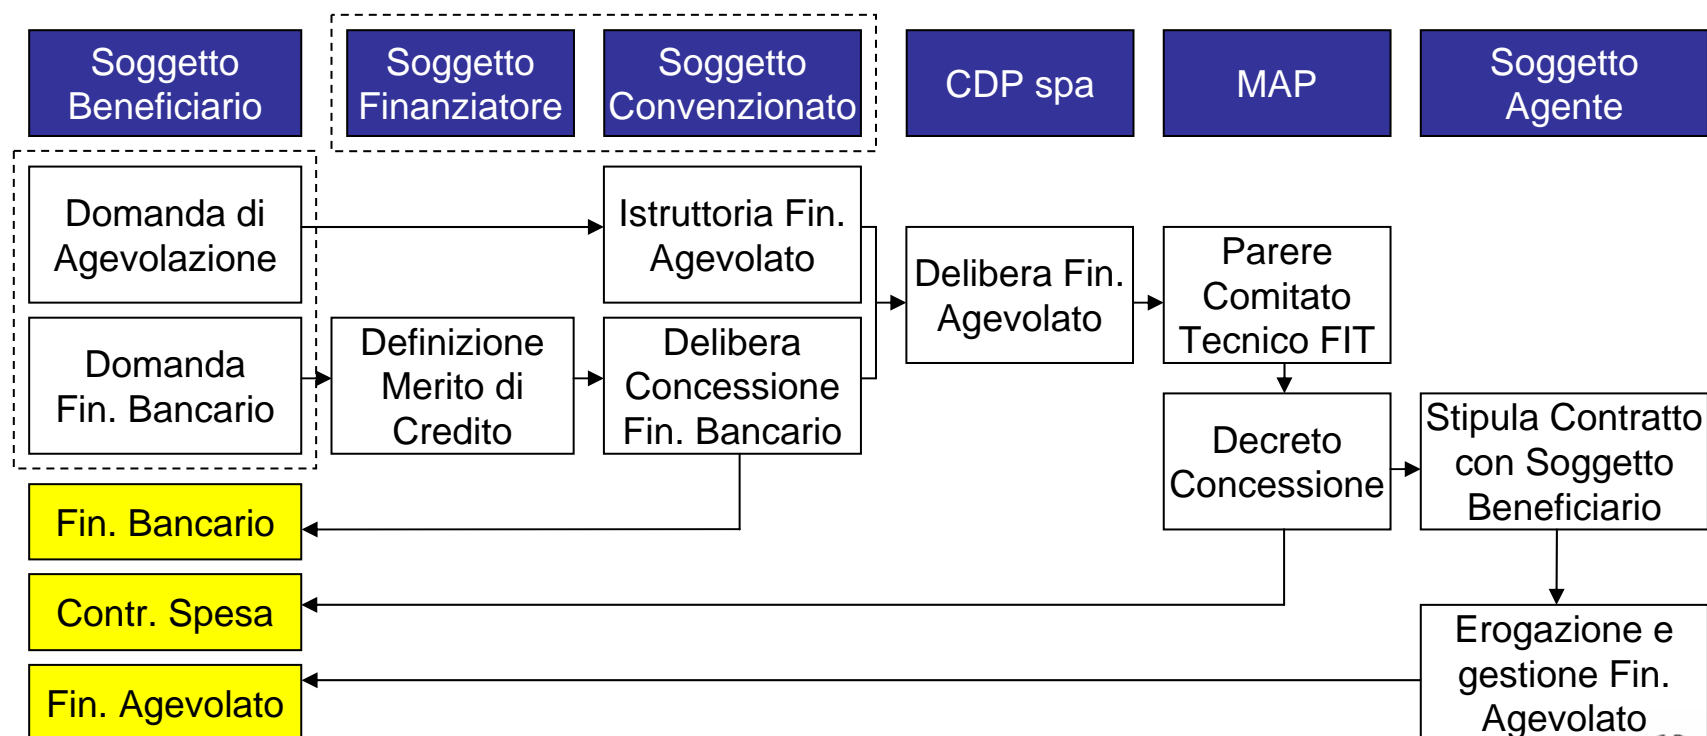 Soggetto
Beneficiario
Soggetto
Finanziatore
Soggetto
Convenzionato
CDP spa
MAP
Soggetto
Agente
Domanda di
Agevolazione
Istruttoria Fin.
Agevolato
Delibera Fin.
Agevolato
Parere
Comitato
Tecnico FIT
Domanda
Fin. Bancario
Definizione
Merito di
Credito
Delibera
Concessione
Fin. Bancario
Decreto
Concessione
Stipula Contratto
con Soggetto
Beneficiario
Fin. Bancario
Contr. Spesa
Fin. Agevolato
Erogazione e
gestione Fin.
Agevolato